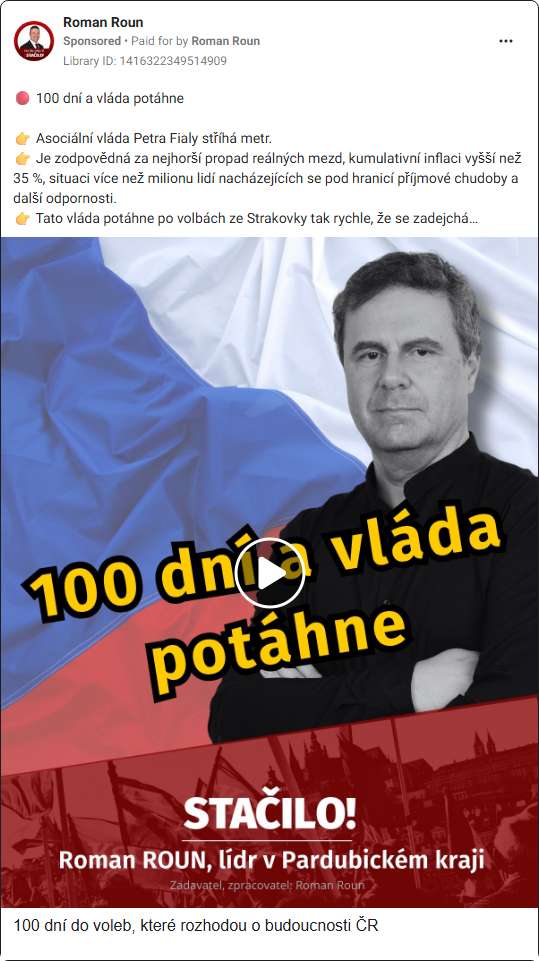 Roman Roun
Sponsored • Paid for by Roman Roun
Library ID: 1416322349514909
100 dní a vláda potáhne
Asociální vláda Petra Fialy stříhá metr.
Je zodpovědná za nejhorší propad reálných mezd, kumulativní inflaci vyšší než
35 %, situaci více než milionu lidí nacházejících se pod hranicí příjmové chudoby a
další odpornosti.
Tato vláda potáhne po volbách ze Strakovky tak rychle, že se zadejchá…
100 dní a vláda
potáhne
STAČILO!
Roman ROUN, lídr v Pardubickém kraji
Zadavatel, zpracovatel: Roman Roun
100 dní do voleb, které rozhodou o budoucnosti ČR